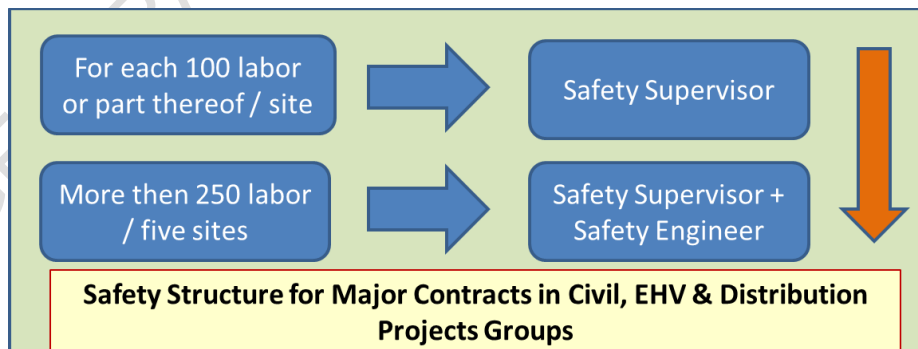 For each 100 labor
or part thereof / site
Safety Supervisor
More then 250 labor
/ five sites
Safety Supervisor +
Safety Engineer
Safety Structure for Major Contracts in Civil, EHV & Distribution
Projects Groups